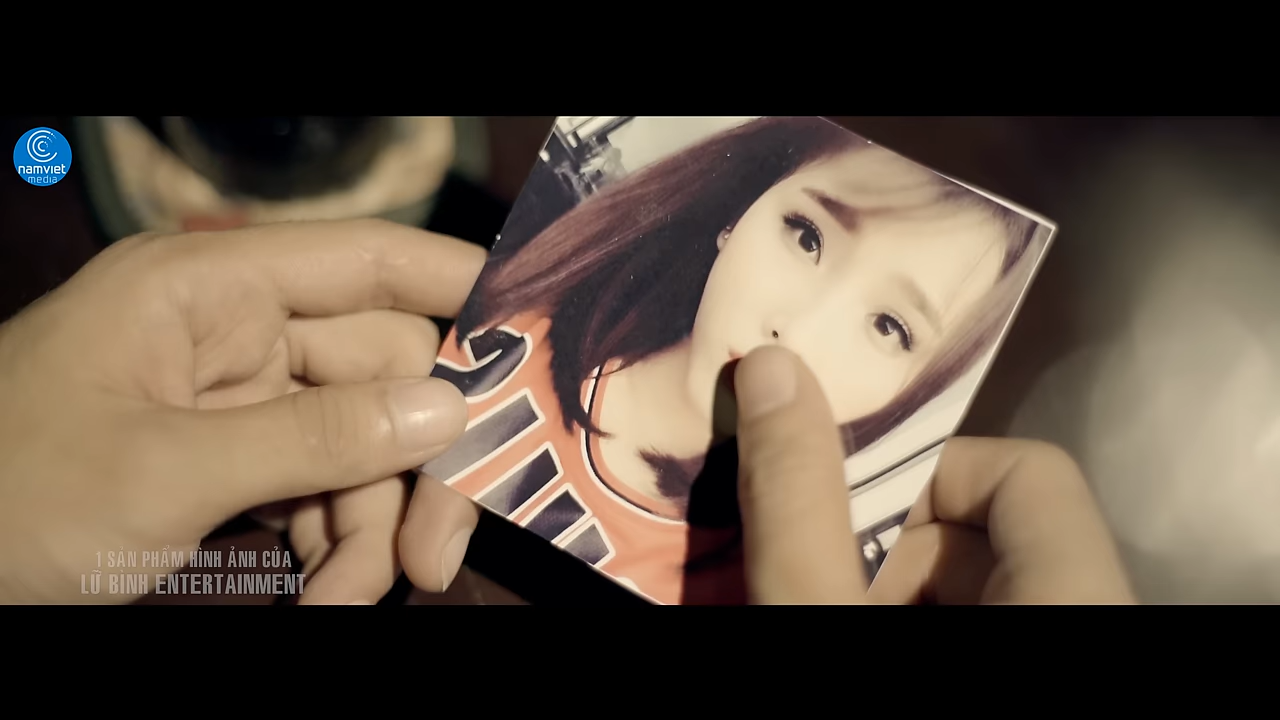 namviet
media
1 SẢN PHẨM HÌNH ẢNH CỦA
LỮ BÌNH ENTERTAINMENT